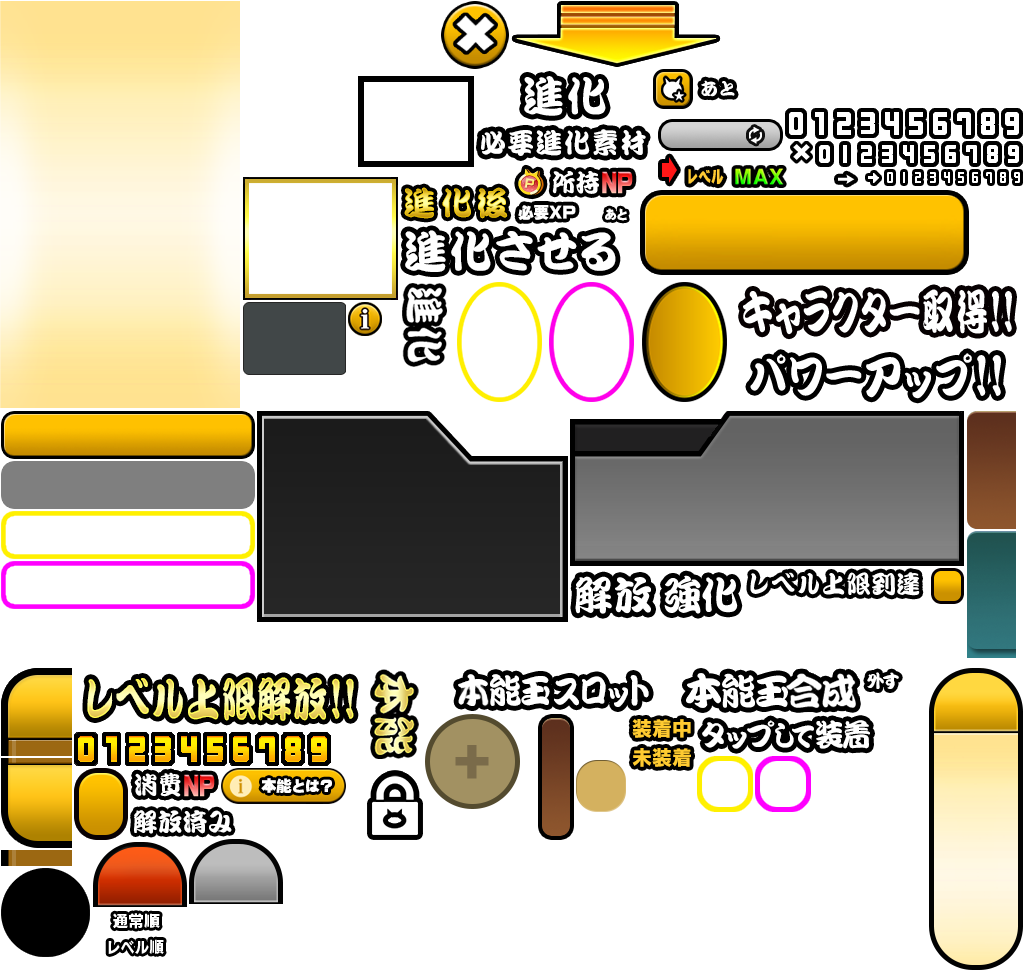 進化
あと
必要進化素材
0123456789
×0123456789
レベル MAX
→ →0123456789
進化後
所持NP
必要XP あと
進化させる
進化
キャラクター取得!!
パワーアップ!!
解放 強化
レベル上限到達
レベル上限解放!!
本能
本能玉スロット
本能玉合成
外す
0123456789
装着中
未装着
タップして装着
消費NP
i 本能とは?
解放済み
通常順
レベル順